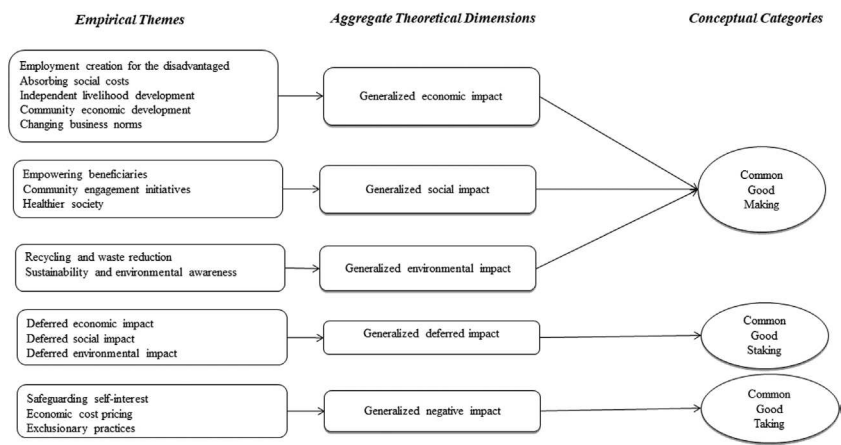 Empirical Themes
Aggregate Theoretical Dimensions
Conceptual Categories
Employment creation for the disadvantaged
Absorbing social costs
Independent livelihood development
Community economic development
Changing business norms
Generalized economic impact
Empowering beneficiaries
Community engagement initiatives
Healthier society
Generalized social impact
Common
Good
Making
Recycling and waste reduction
Sustainability and environmental awareness
Generalized environmental impact
Deferred economic impact
Deferred social impact
Deferred environmental impact
Generalized deferred impact
Common
Good
Staking
Safeguarding self-interest
Economic cost pricing
Exclusionary practices
Generalized negative impact
Common
Good
Taking